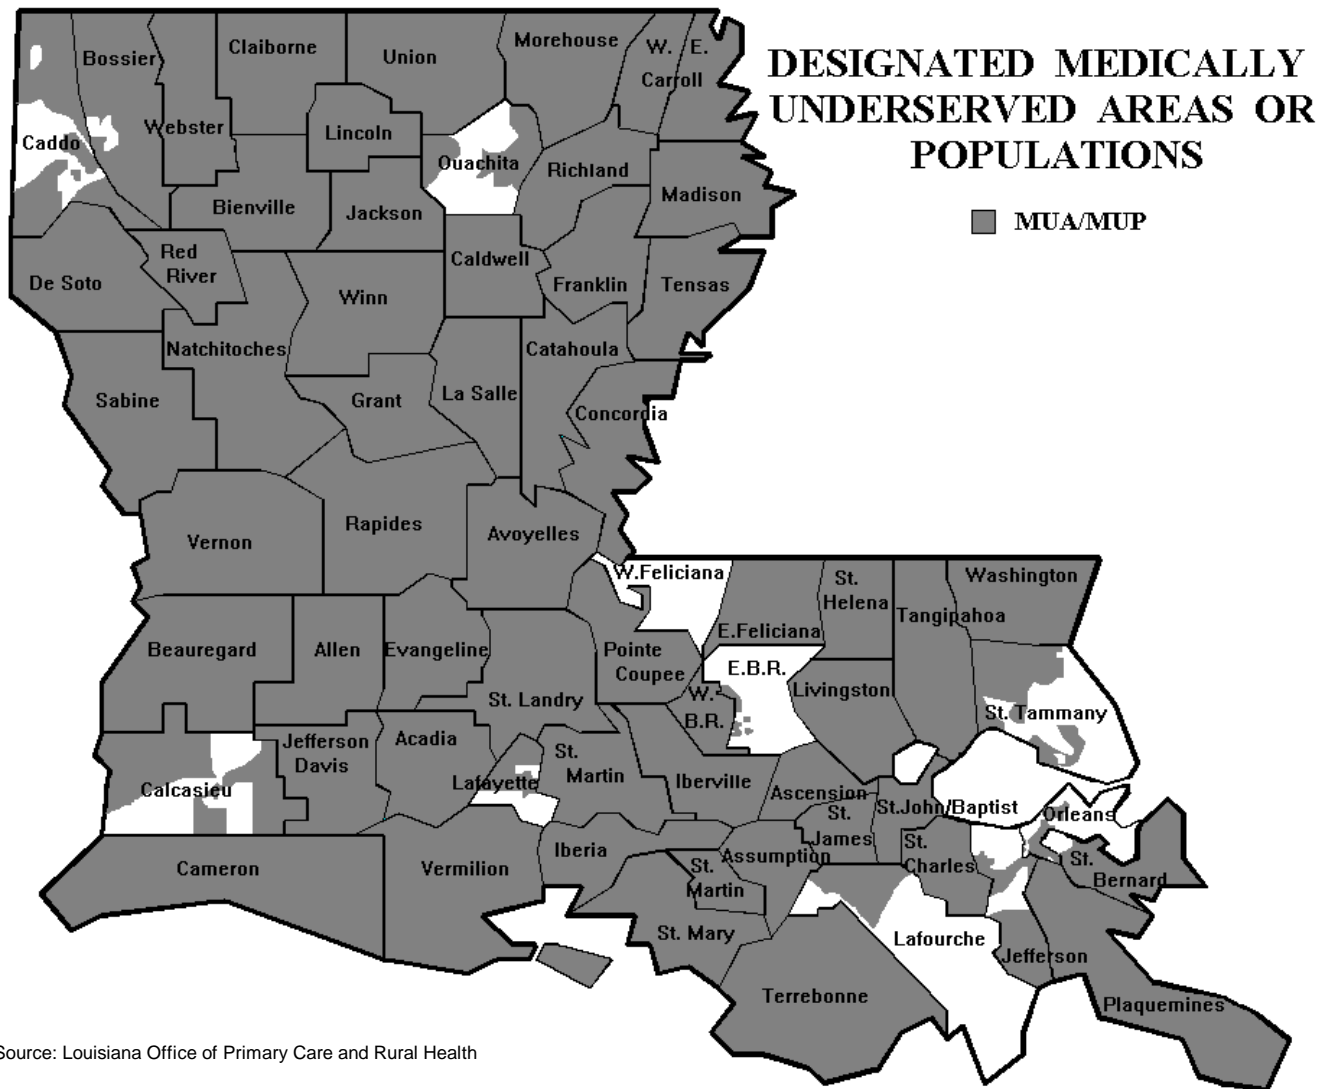 DESIGNATED MEDICALLY
UNDERSERVED AREAS OR
POPULATIONS
MUA/MUP
Bossier
Claiborne
Union
Morehouse
W. E.
Carroll
Caddo
Webster
Lincoln
Ouachita
Richland
Madison
Bienville
Jackson
Red
River
De Soto
Winn
Caldwell
Franklin
Tensas
Natchitoches
Catahoula
Sabine
Grant
La Salle
Concordia
Vernon
Rapides
Avoyelles
W.Feliciana
St.
Helena
Washington
Tangipahoa
E.Feliciana
Beauregard
Allen
Evangeline
Pointe
Coupee
E.B.R.
Livingston
W.
B.R.
St. Landry
St. Tammany
Calcasieu
Jefferson
Davis
Acadia
Lafayette
St.
Martin
Iberville
Ascension
St.John/Baptist
Orleans
St.
James
St.
Charles
St.
Bernard
Cameron
Vermilion
Iberia
Assumption
St.
Martin
St. Mary
Lafourche
Jefferson
Terrebonne
Plaquemines
Source: Louisiana Office of Primary Care and Rural Health